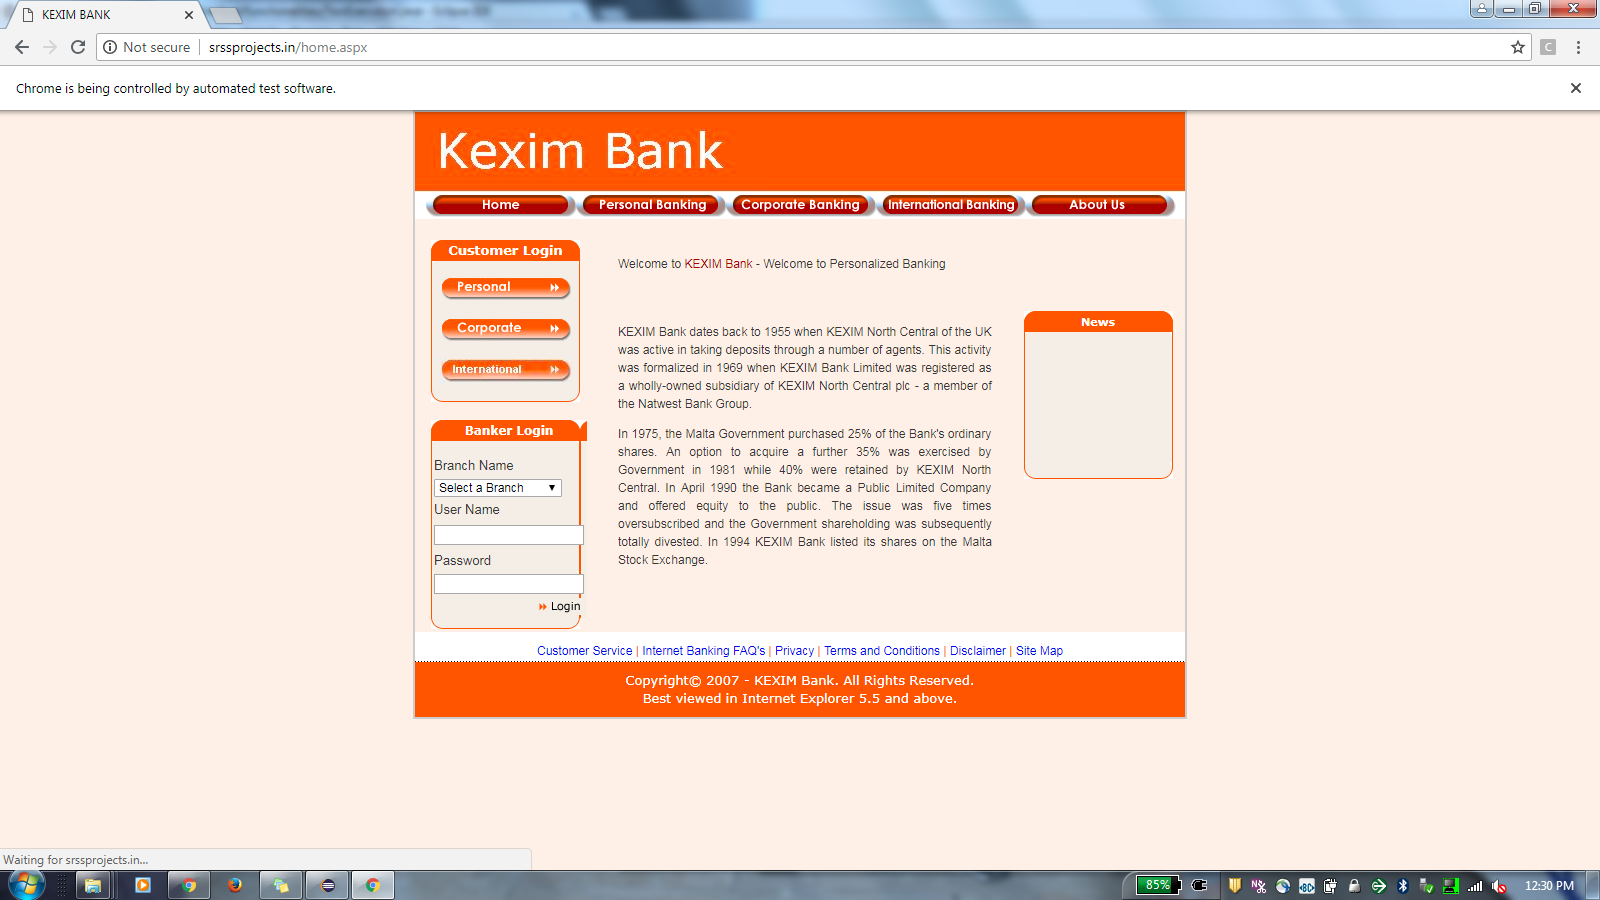 KEXIM BANK
Not secure
srssprojects.in/home.aspx
C
Chrome is being controlled by automated test software.
Kexim Bank
Home
Personal Banking
Corporate Banking
International Banking
About Us
Customer Login
Personal
Corporate
International
Banker Login
Branch Name
Select a Branch
User Name
Password
Login
Welcome to KEXIM Bank - Welcome to Personalized Banking
KEXIM Bank dates back to 1955 when KEXIM North Central of the UK
was active in taking deposits through a number of agents. This activity
was formalized in 1969 when KEXIM Bank Limited was registered as
a wholly-owned subsidiary of KEXIM North Central plc - a member of
the Natwest Bank Group.
In 1975, the Malta Government purchased 25% of the Bank's ordinary
shares. An option to acquire a further 35% was exercised by
Government in 1981 while 40% were retained by KEXIM North
Central. In April 1990 the Bank became a Public Limited Company
and offered equity to the public. The issue was five times
oversubscribed and the Government shareholding was subsequently
totally divested. In 1994 KEXIM Bank listed its shares on the Malta
Stock Exchange.
News
Customer Service | Internet Banking FAQ's | Privacy | Terms and Conditions | Disclaimer | Site Map
Copyright© 2007 - KEXIM Bank. All Rights Reserved.
Best viewed in Internet Explorer 5.5 and above.
Waiting for srssprojects.in...
85%
12:30 PM